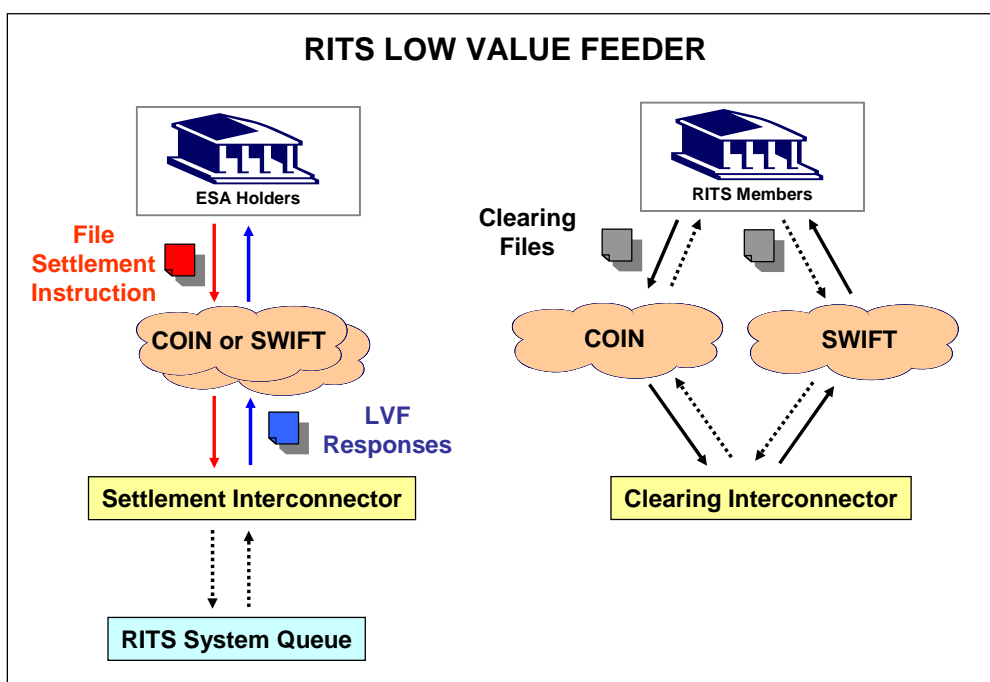 RITS LOW VALUE FEEDER
ESA Holders
File
Settlement
Instruction
COIN or SWIFT
LVF
Responses
Settlement Interconnector
RITS System Queue
RITS Members
Clearing
Files
COIN
SWIFT
Clearing Interconnector